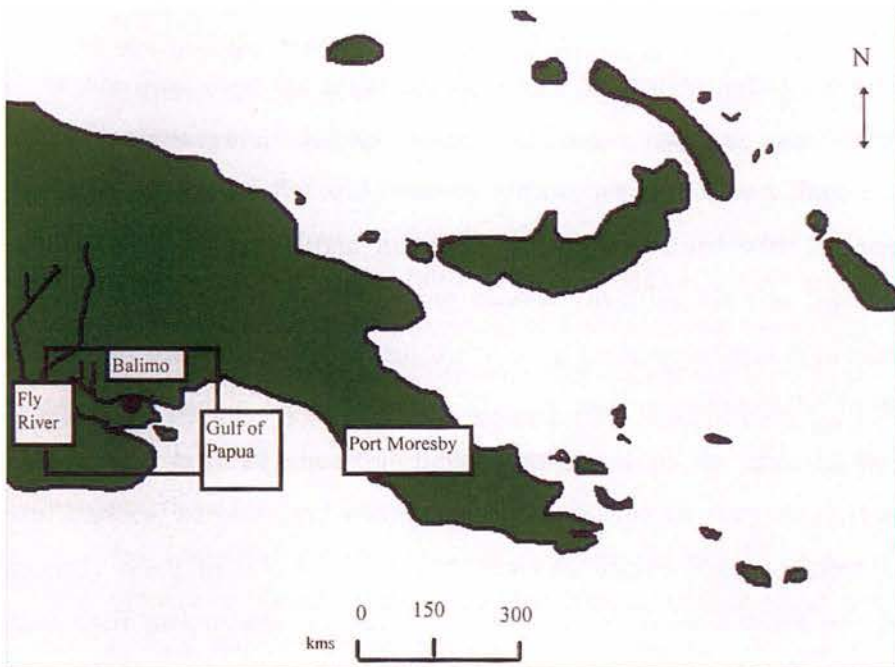 N
Balimo
Fly
River
Gulf of
Papua
Port Moresby
0 150 300
kms